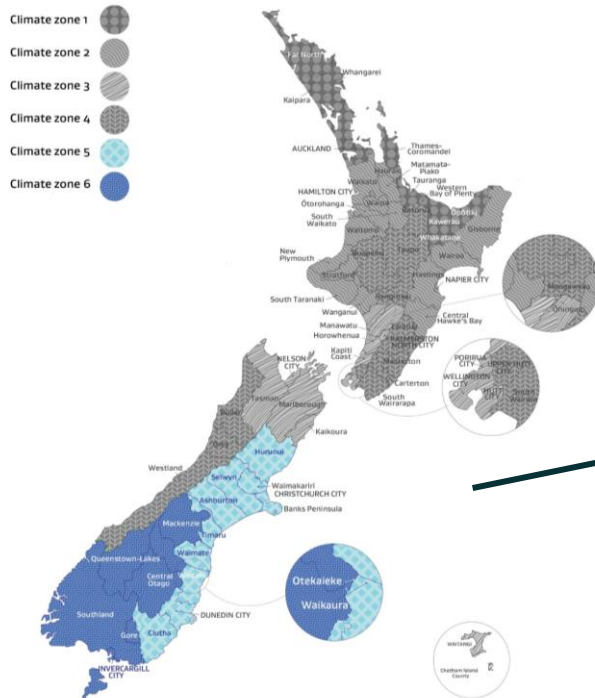 Climate zone 1
Climate zone 2
Climate zone 3
Climate zone 4
Climate zone 5
Climate zone 6
Far North
Whangarei
Kaipara
AUCKLAND
Thames-
Coromandel
Hauraki
Matamata-
Piako
Waikato
Tauranga
HAMILTON CITY
Western
Bay of Plenty
Waipa
Ōtorohanga
Rotorua
Opōtiki
Kawerau
South
Waikato
Gisborne
Waitomo
Whakatane
New
Plymouth
Ruapehu
Taupo
Wairoa
Stratford
Hastings
NAPIER CITY
South Taranaki
Rangitikei
Wanganui
Central
Hawke's Bay
Manawatu
Tararua
Horowhenua
PALMERSTON
NORTH CITY
Kapiti
Coast
Masterton
Carterton
South
Wairarapa
Manawatu
PORIRUA
CITY
UPPER HUTT
CITY
WELLINGTON
CITY
HUTT
CITY
South
Wairarapa
NELSON
CITY
Tasman
Marlborough
Buller
Kaikoura
Grey
Westland
Hurunui
Selwyn
Waimakariri
CHRISTCHURCH CITY
Ashburton
Banks Peninsula
Mackenzie
Timaru
Waimate
Queenstown-Lakes
Central
Otago
Otekaieke
Waikaura
Southland
DUNEDIN CITY
Gore
Clutha
INVERCARGILL
CITY
WAITANGI
Chatham Island
County